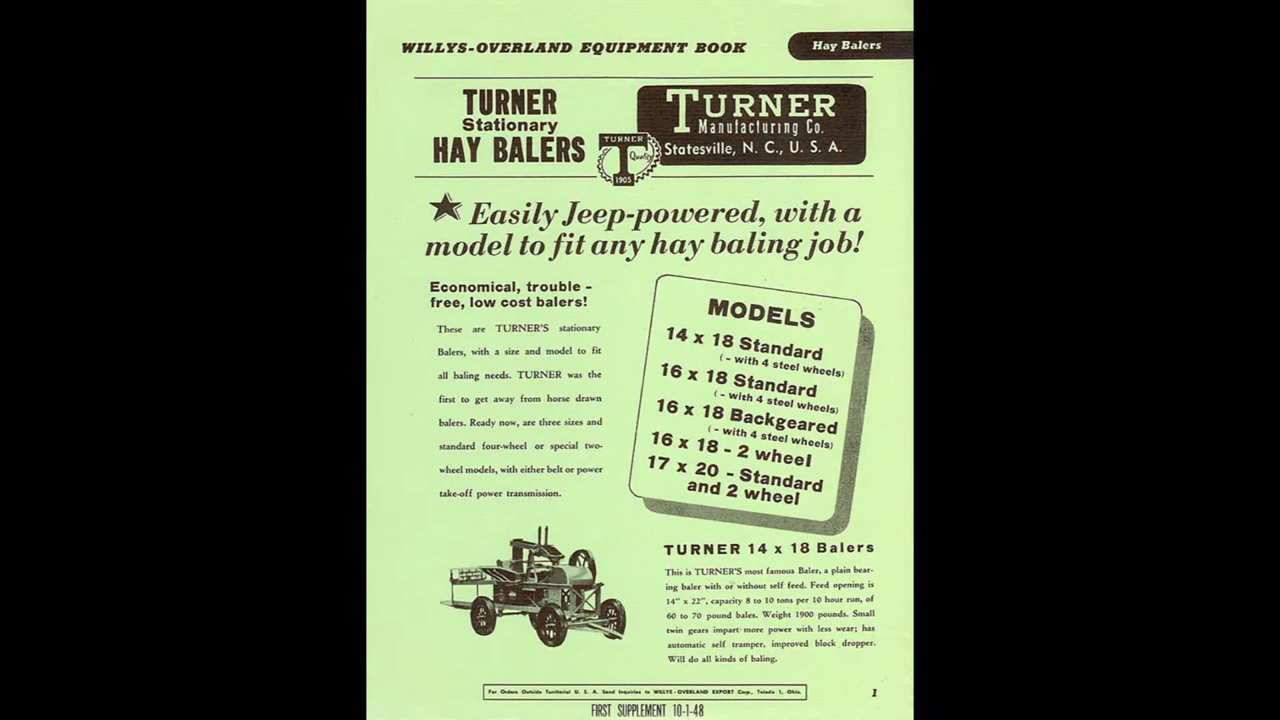 WILLYS-OVERLAND EQUIPMENT BOOK
Hay Balers
TURNER
Stationary
HAY BALERS
TURNER
Manufacturing Co.
Statesville, N. C., U. S. A.
TURNER
T
Quality
1905
★ Easily Jeep-powered, with a
model to fit any hay baling job!
Economical, trouble -
free, low cost balers!
These are TURNER'S stationary
Balers, with a size and model to fit
all baling needs. TURNER was the
first to get away from horse drawn
balers. Ready now, are three sizes and
standard four-wheel or special two-
wheel models, with either belt or power
take-off power transmission.
MODELS
14 x 18 Standard
(- with 4 steel wheels)
16 x 18 Standard
(- with 4 steel wheels)
16 x 18 Backgeared
(- with 4 steel wheels)
16 x 18 - 2 wheel
17 x 20 - Standard
and 2 wheel
TURNER 14 x 18 Balers
This is TURNER'S most famous Baler, a plain bear-
ing baler with or without self feed. Feed opening is
14" x 22", capacity 8 to 10 tons per 10 hour run, of
60 to 70 pound bales. Weight 1900 pounds. Small
twin gears impart more power with less wear; has
automatic self tramper, improved block dropper.
Will do all kinds of baling.
For Orders Outside Territorial U. S. A. Send Inquiries to WILLYS-OVERLAND EXPORT Corp., Toledo 1, Ohio.
1
FIRST SUPPLEMENT 10-1-48